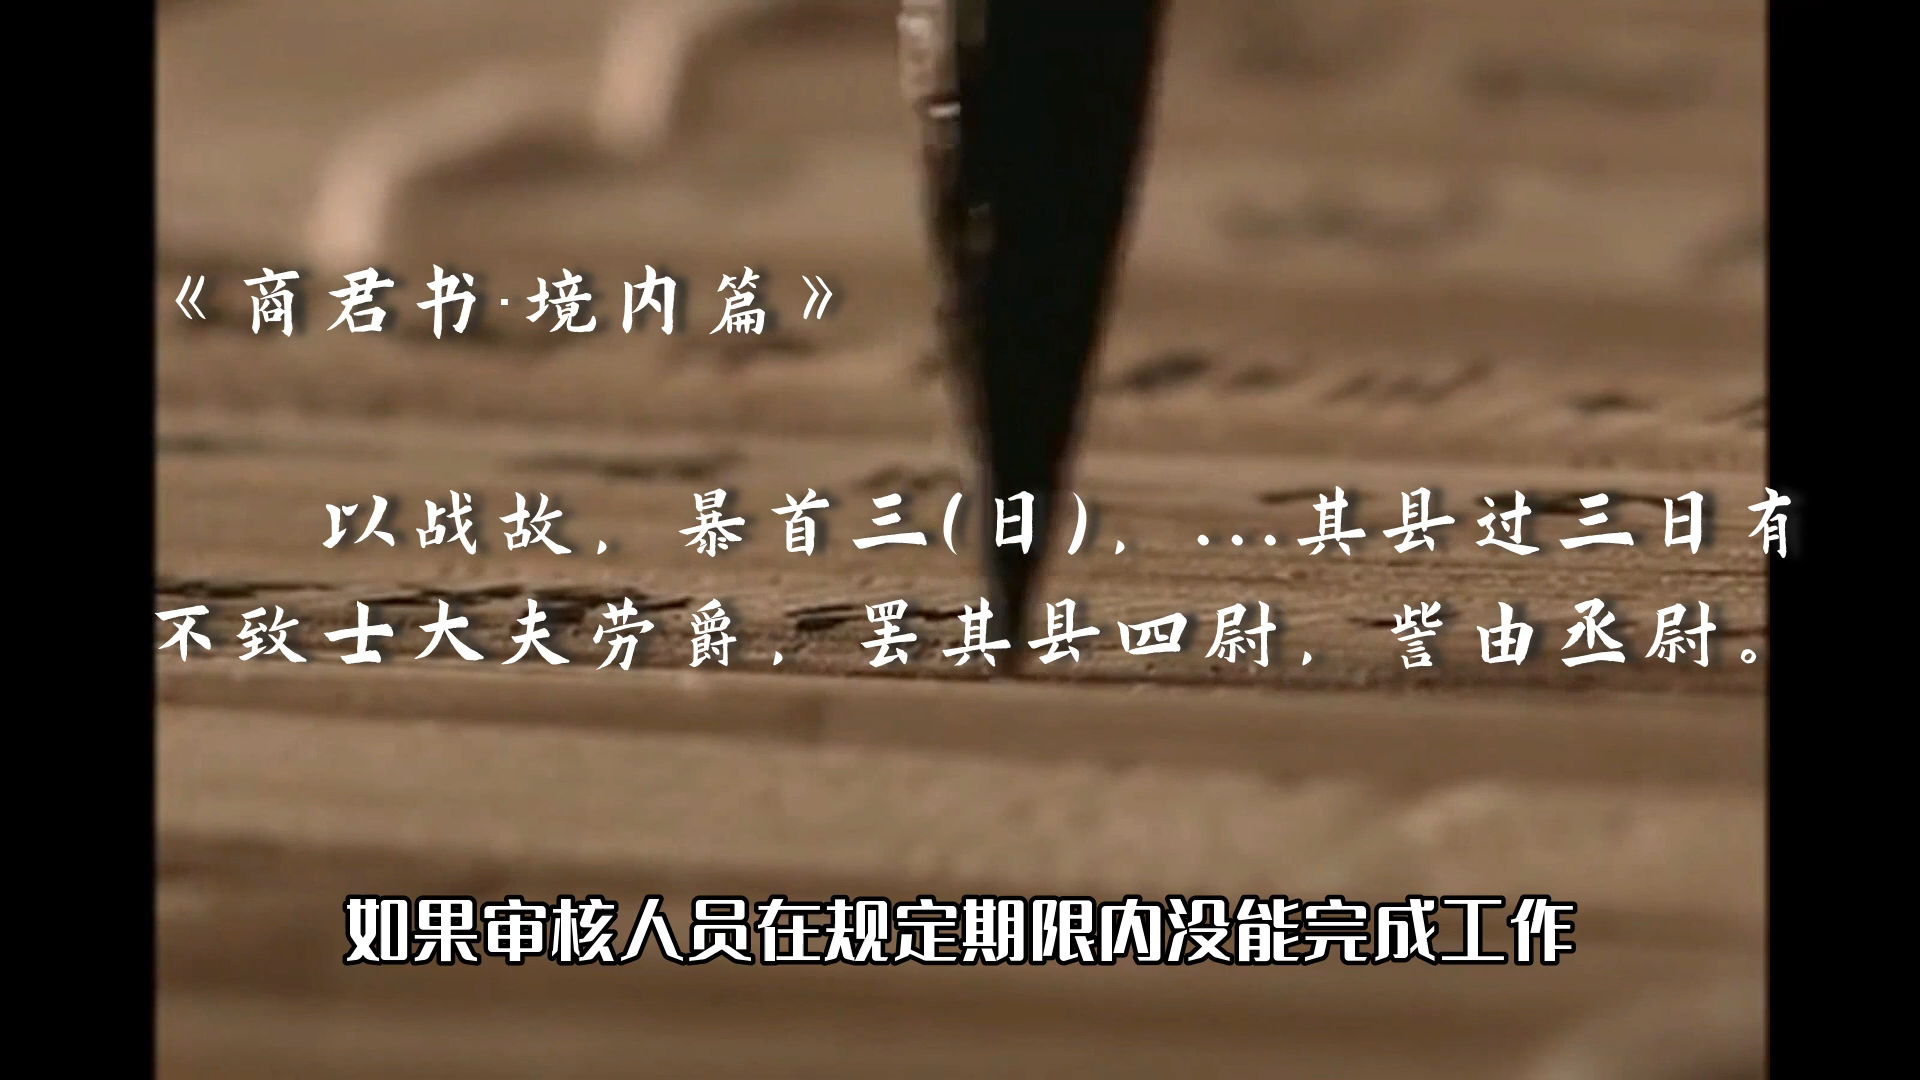 《商君书·境内篇》
以战故，暴首三(日)，...其县过三日有
不致士大夫劳爵，罢其县四尉，訾由丞尉。
如果审核人员在规定期限内没能完成工作